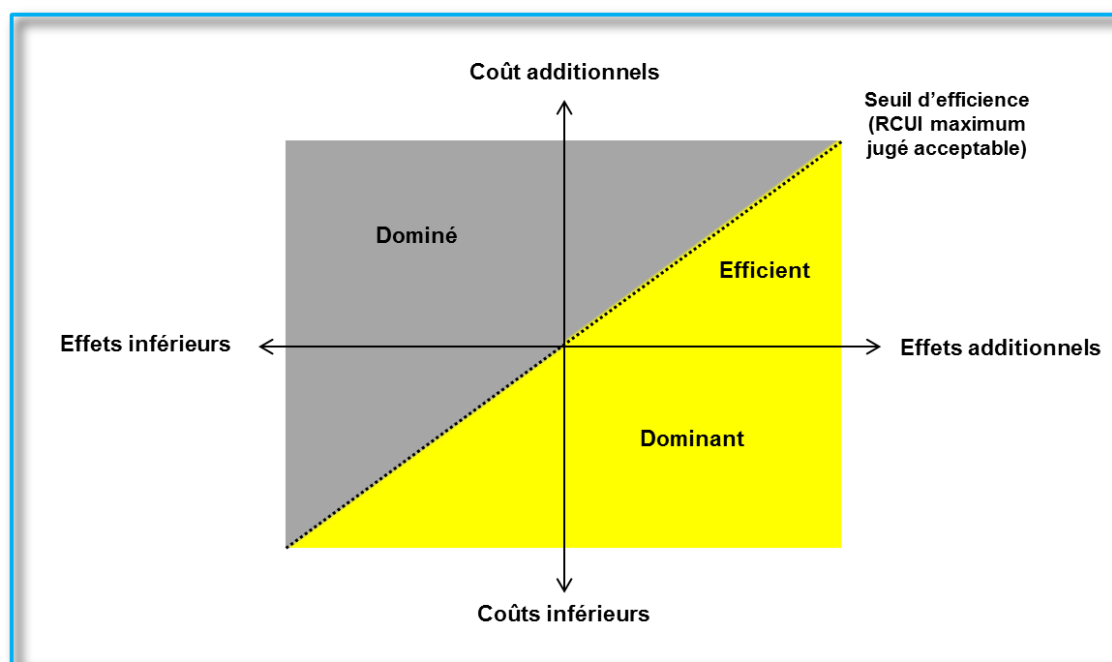 Coût additionnels
Seuil d’efficience
(RCUI maximum
jugé acceptable)
Dominé
Efficient
Effets inférieurs
Effets additionnels
Dominant
Coûts inférieurs